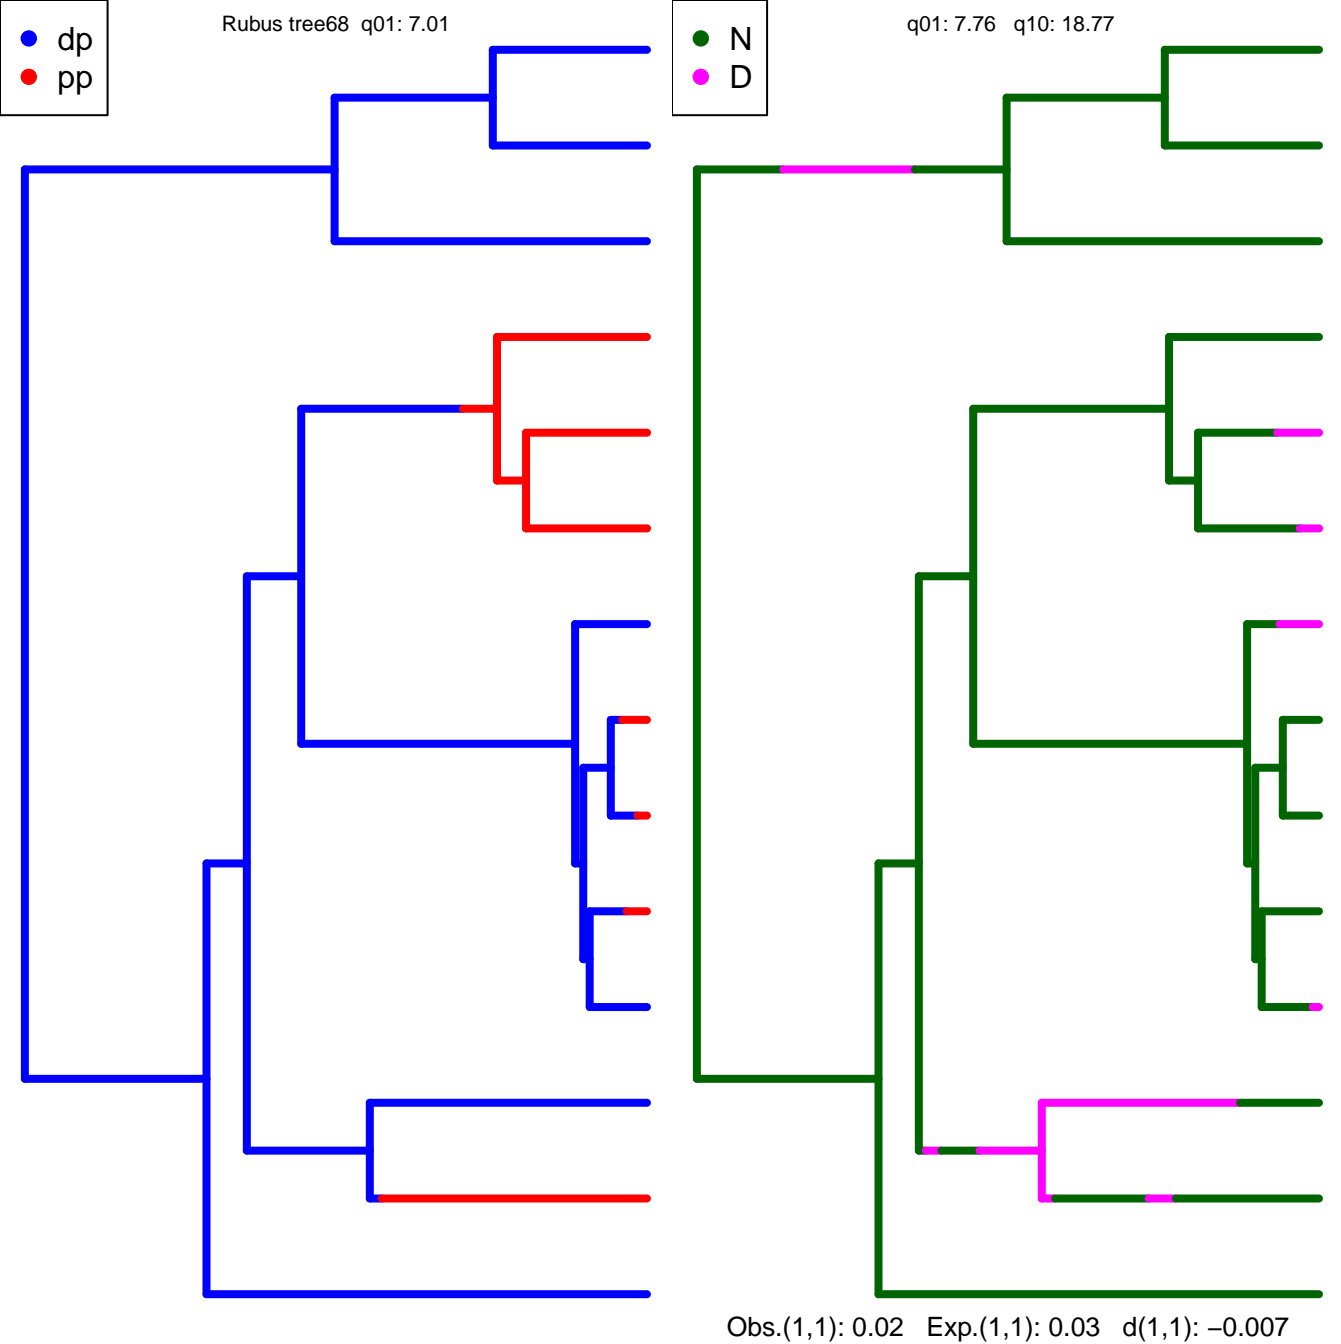 dp
pp
Rubus tree68 q01: 7.01
N
D
q01: 7.76 q10: 18.77
Obs.(1,1): 0.02 Exp.(1,1): 0.03 d(1,1): −0.007